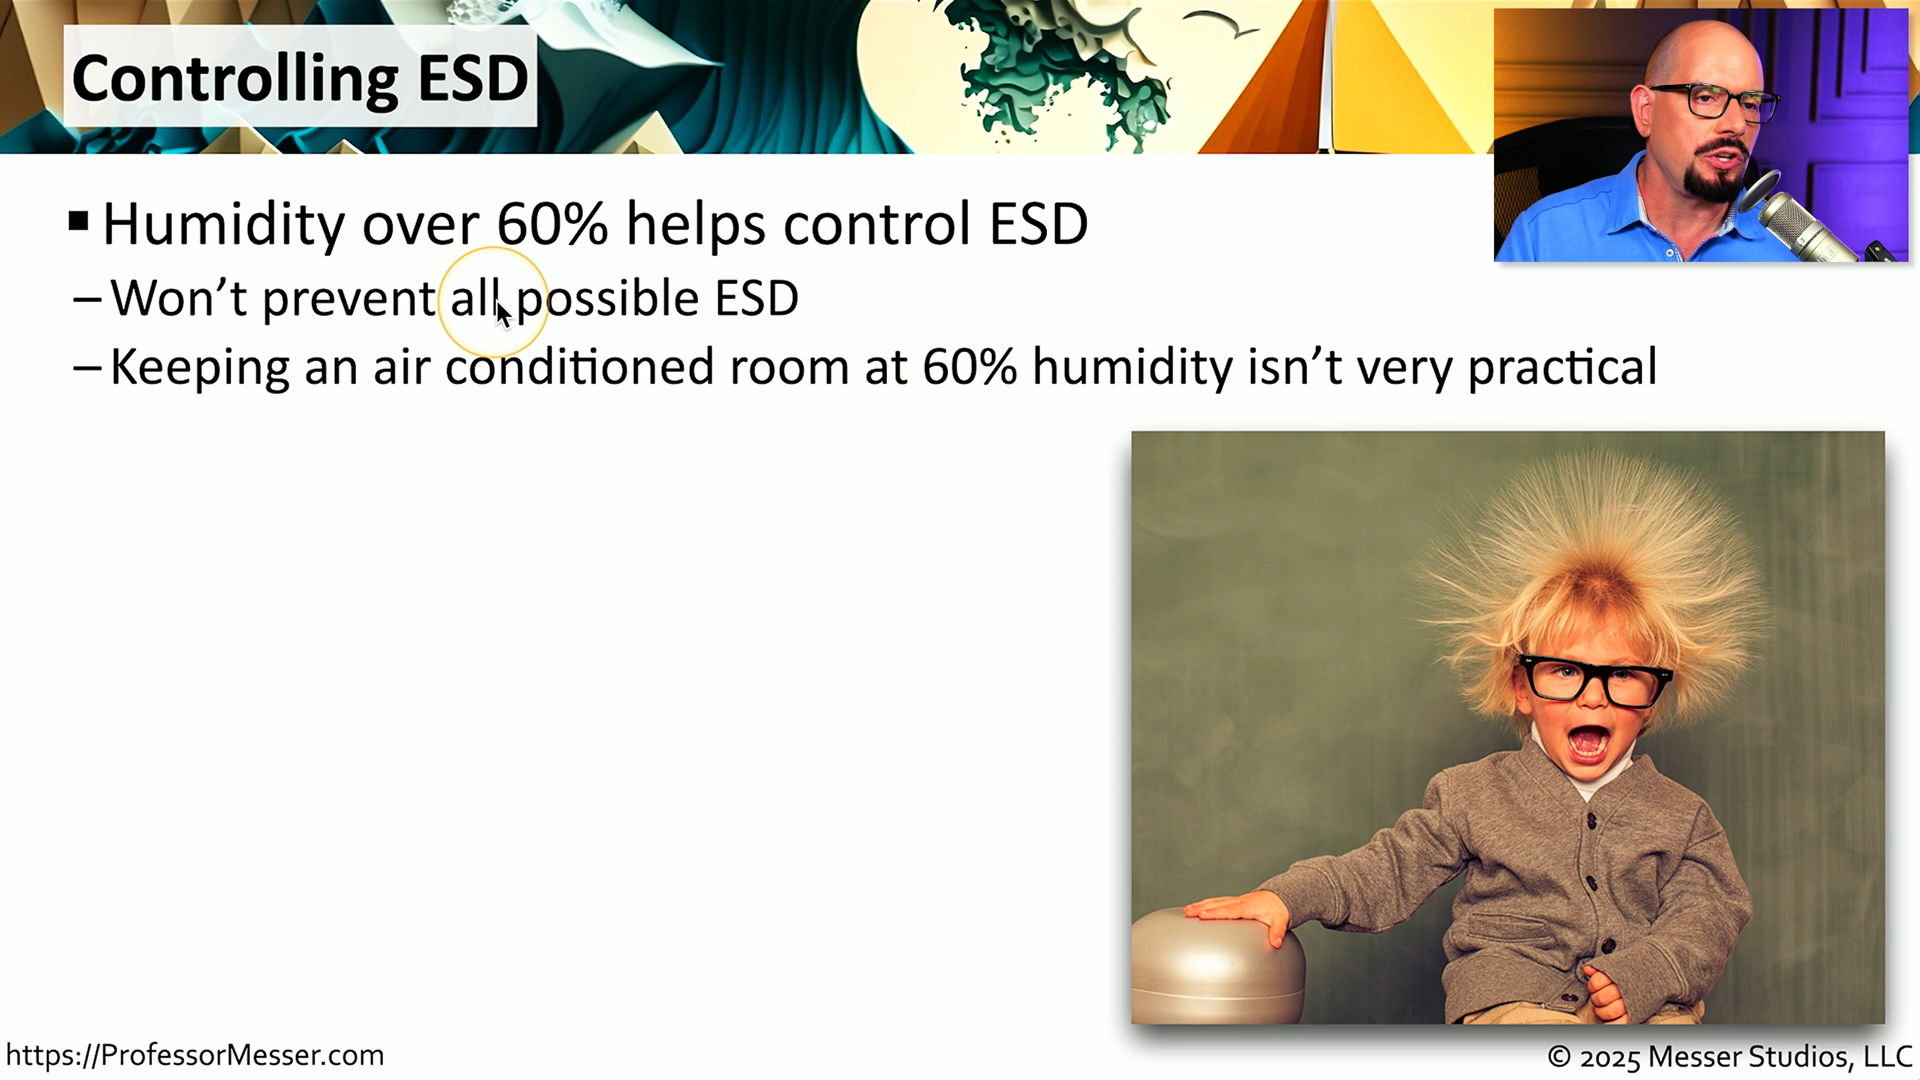 Controlling ESD
▪ Humidity over 60% helps control ESD
– Won’t prevent all possible ESD
– Keeping an air conditioned room at 60% humidity isn’t very practical
https://ProfessorMesser.com
© 2025 Messer Studios, LLC